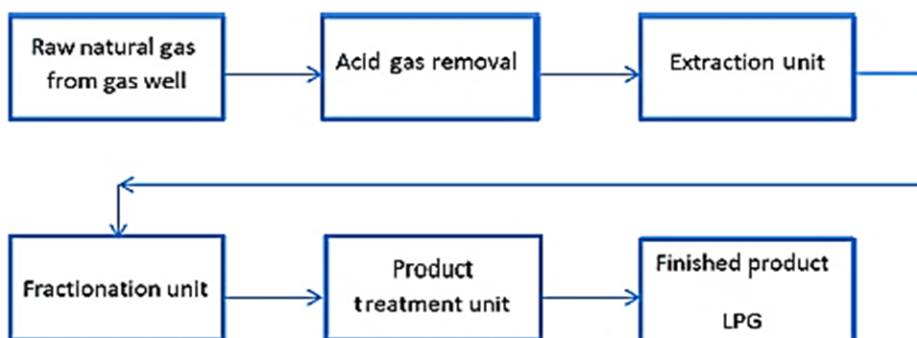 Raw natural gas
from gas well
Acid gas removal
Extraction unit
Fractionation unit
Product
treatment unit
Finished product
LPG